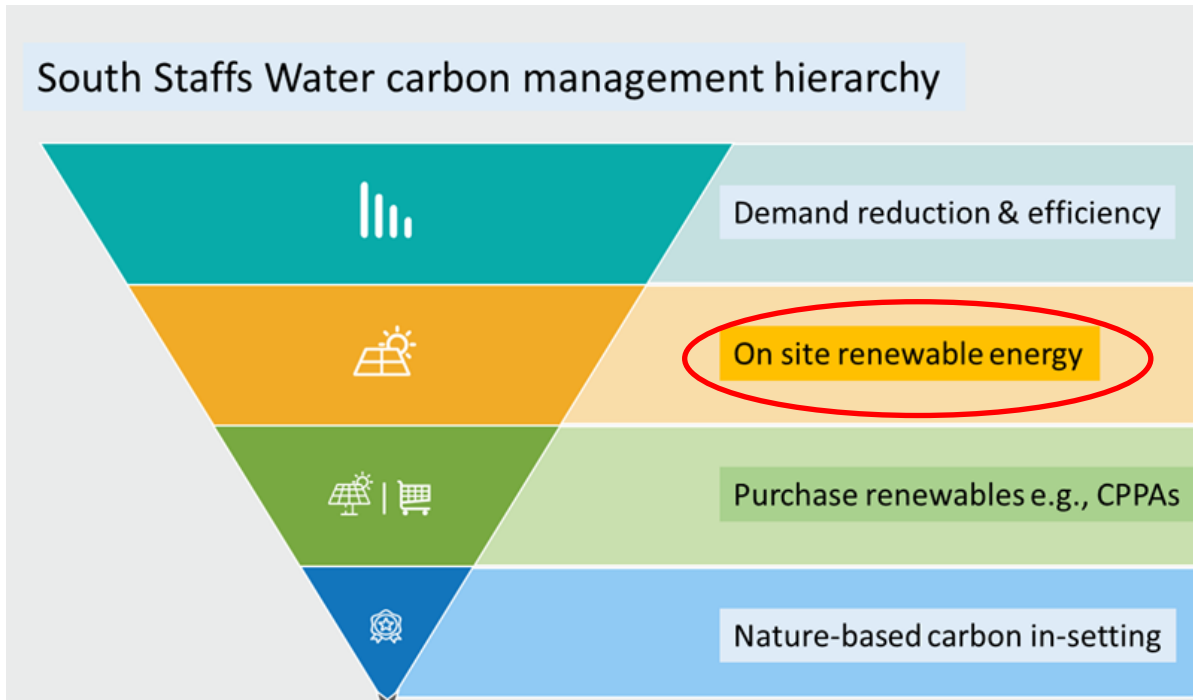 South Staffs Water carbon management hierarchy
Demand reduction & efficiency
On site renewable energy
Purchase renewables e.g., CPPAs
Nature-based carbon in-setting